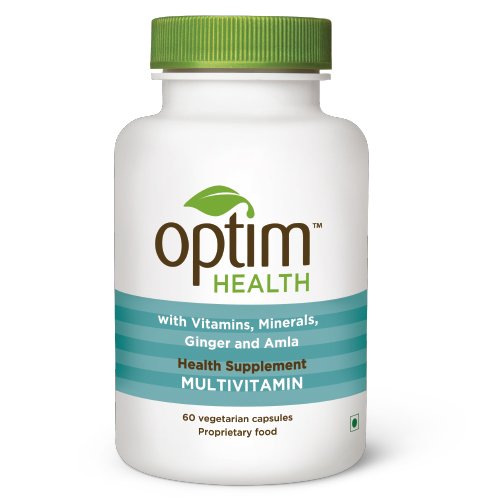 optim™
HEALTH
with Vitamins, Minerals,
Ginger and Amla
Health Supplement
MULTIVITAMIN
60 vegetarian capsules
Proprietary food